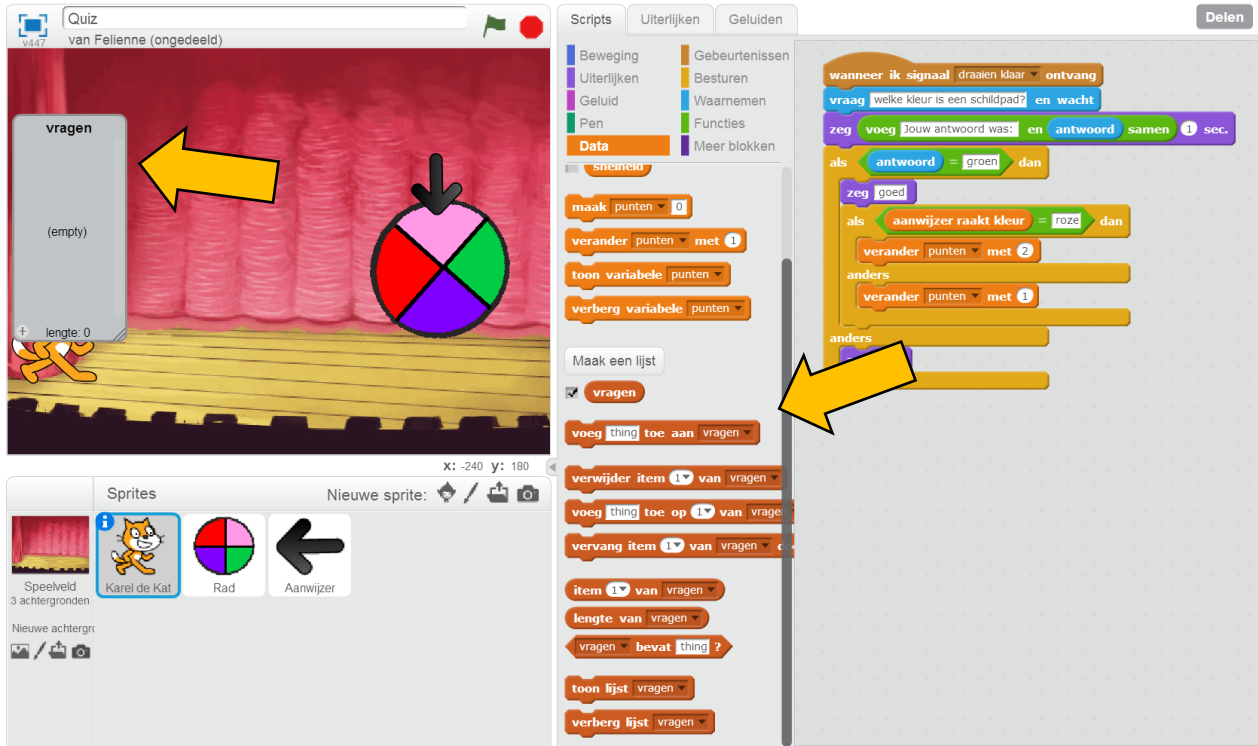 Quiz
v447
van Felienne (ongedeeld)
vragen
(empty)
+ lengte: 0
X: -240 y: 180
Sprites
Nieuwe sprite:
Speelveld
3 achtergronden
Nieuwe achtergro
Karel de Kat
Rad
Aanwijzer
Scripts
Uiterlijken
Geluiden
Delen
Beweging
Gebeurtenissen
Uiterlijken
Besturen
Geluid
Waarnemen
Pen
Functies
Data
Meer blokken
snelheid
maak punten 0
verander punten met 1
toon variabele punten
verberg variabele punten
Maak een lijst
vragen
voeg thing toe aan vragen
verwijder item 1 van vragen
voeg thing toe op 1 van vrage
vervang item 1 van vragen d
item 1 van vragen
lengte van vragen
vragen bevat thing ?
toon lijst vragen
verberg lijst vragen
wanneer ik signaal draaien klaar ontvang
vraag welke kleur is een schildpad? en wacht
zeg voeg Jouw antwoord was: en antwoord samen 1 sec.
als antwoord = groen dan
zeg goed
als aanwijzer raakt kleur = roze dan
verander punten met 2
anders
verander punten met 1
anders